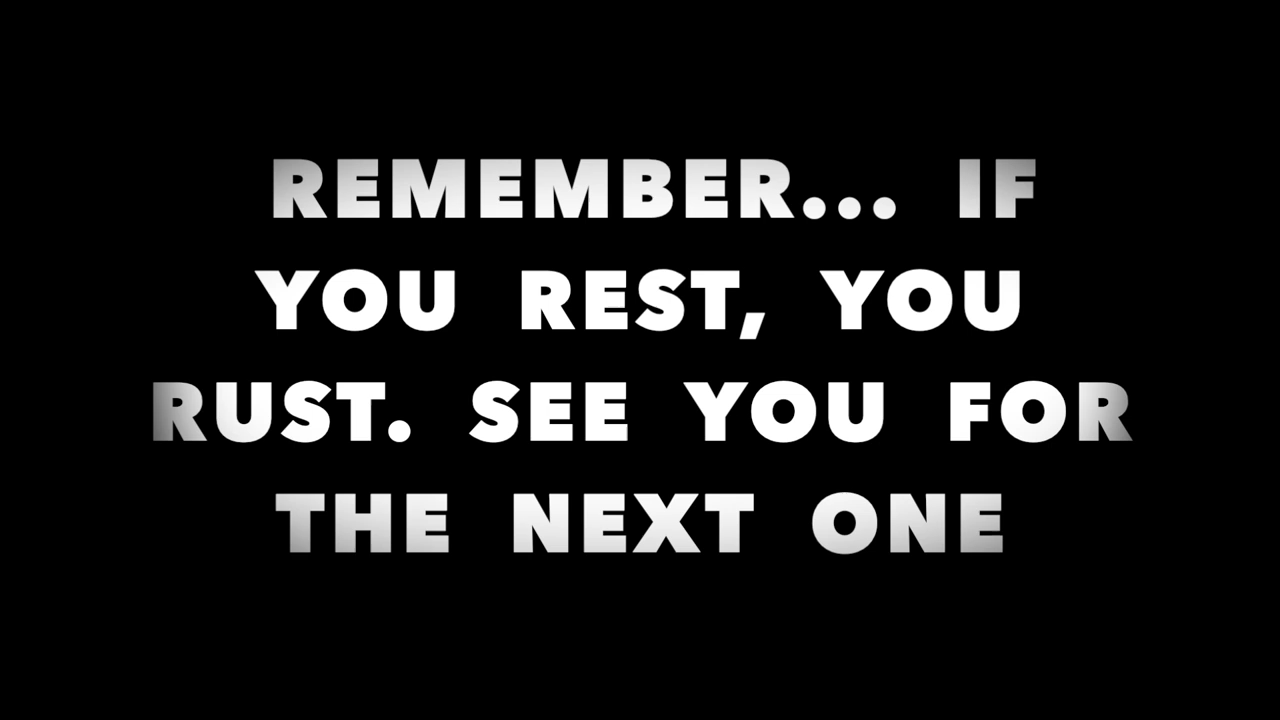 REMEMBER... IF
YOU REST, YOU
RUST. SEE YOU FOR
THE NEXT ONE